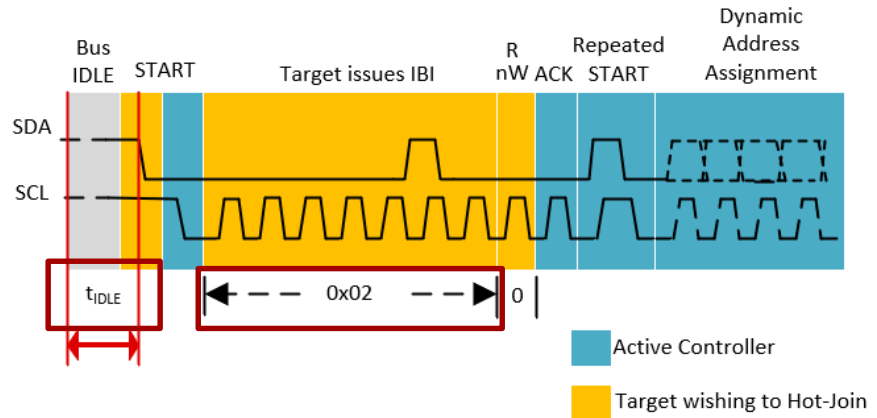 Bus
IDLE
START
Target issues IBI
R
nW
ACK
Repeated
START
Dynamic
Address
Assignment
SDA
SCL
tIDLE
0x02
0
Active Controller
Target wishing to Hot-Join